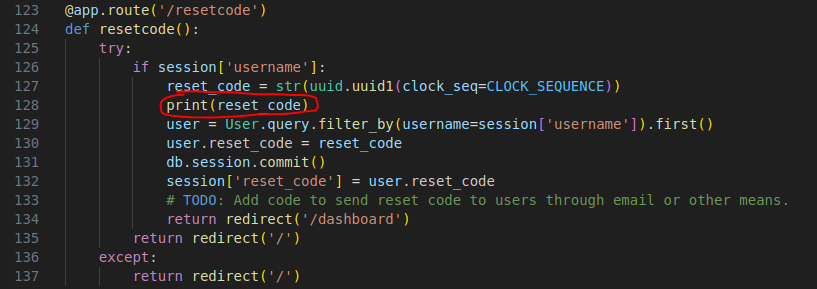 123 @app.route('/resetcode')
124 def resetcode():
125     try:
126         if session['username']:
127             reset_code = str(uuid.uuid1(clock_seq=CLOCK_SEQUENCE))
128             print(reset_code)
129             user = User.query.filter_by(username=session['username']).first()
130             user.reset_code = reset_code
131             db.session.commit()
132             session['reset_code'] = user.reset_code
133             # TODO: Add code to send reset code to users through email or other means.
134             return redirect('/dashboard')
135         return redirect('/')
136     except:
137         return redirect('/')